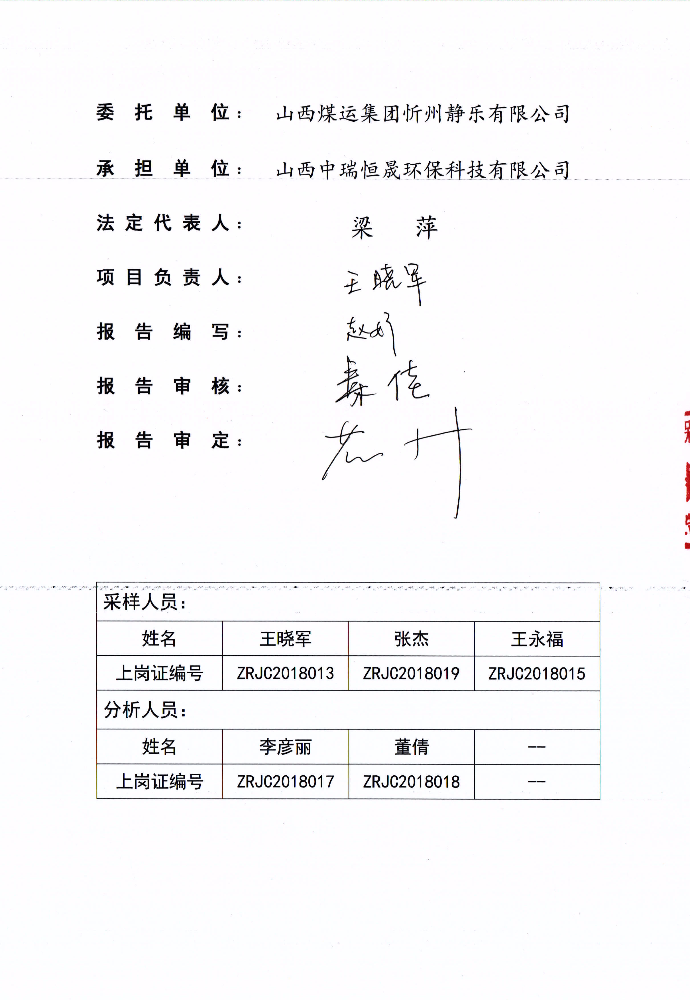 委托单位： 山西煤运集团忻州静乐有限公司
承担单位： 山西中瑞恒晟环保科技有限公司
法定代表人： 梁萍
项目负责人： 王晓军
报告编写： 赵妤
报告审核： 秦佳
报告审定：
采样人员：
姓名 王晓军 张杰 王永福
上岗证编号 ZRJC2018013 ZRJC2018019 ZRJC2018015
分析人员：
姓名 李彦丽 董倩 --
上岗证编号 ZRJC2018017 ZRJC2018018 --